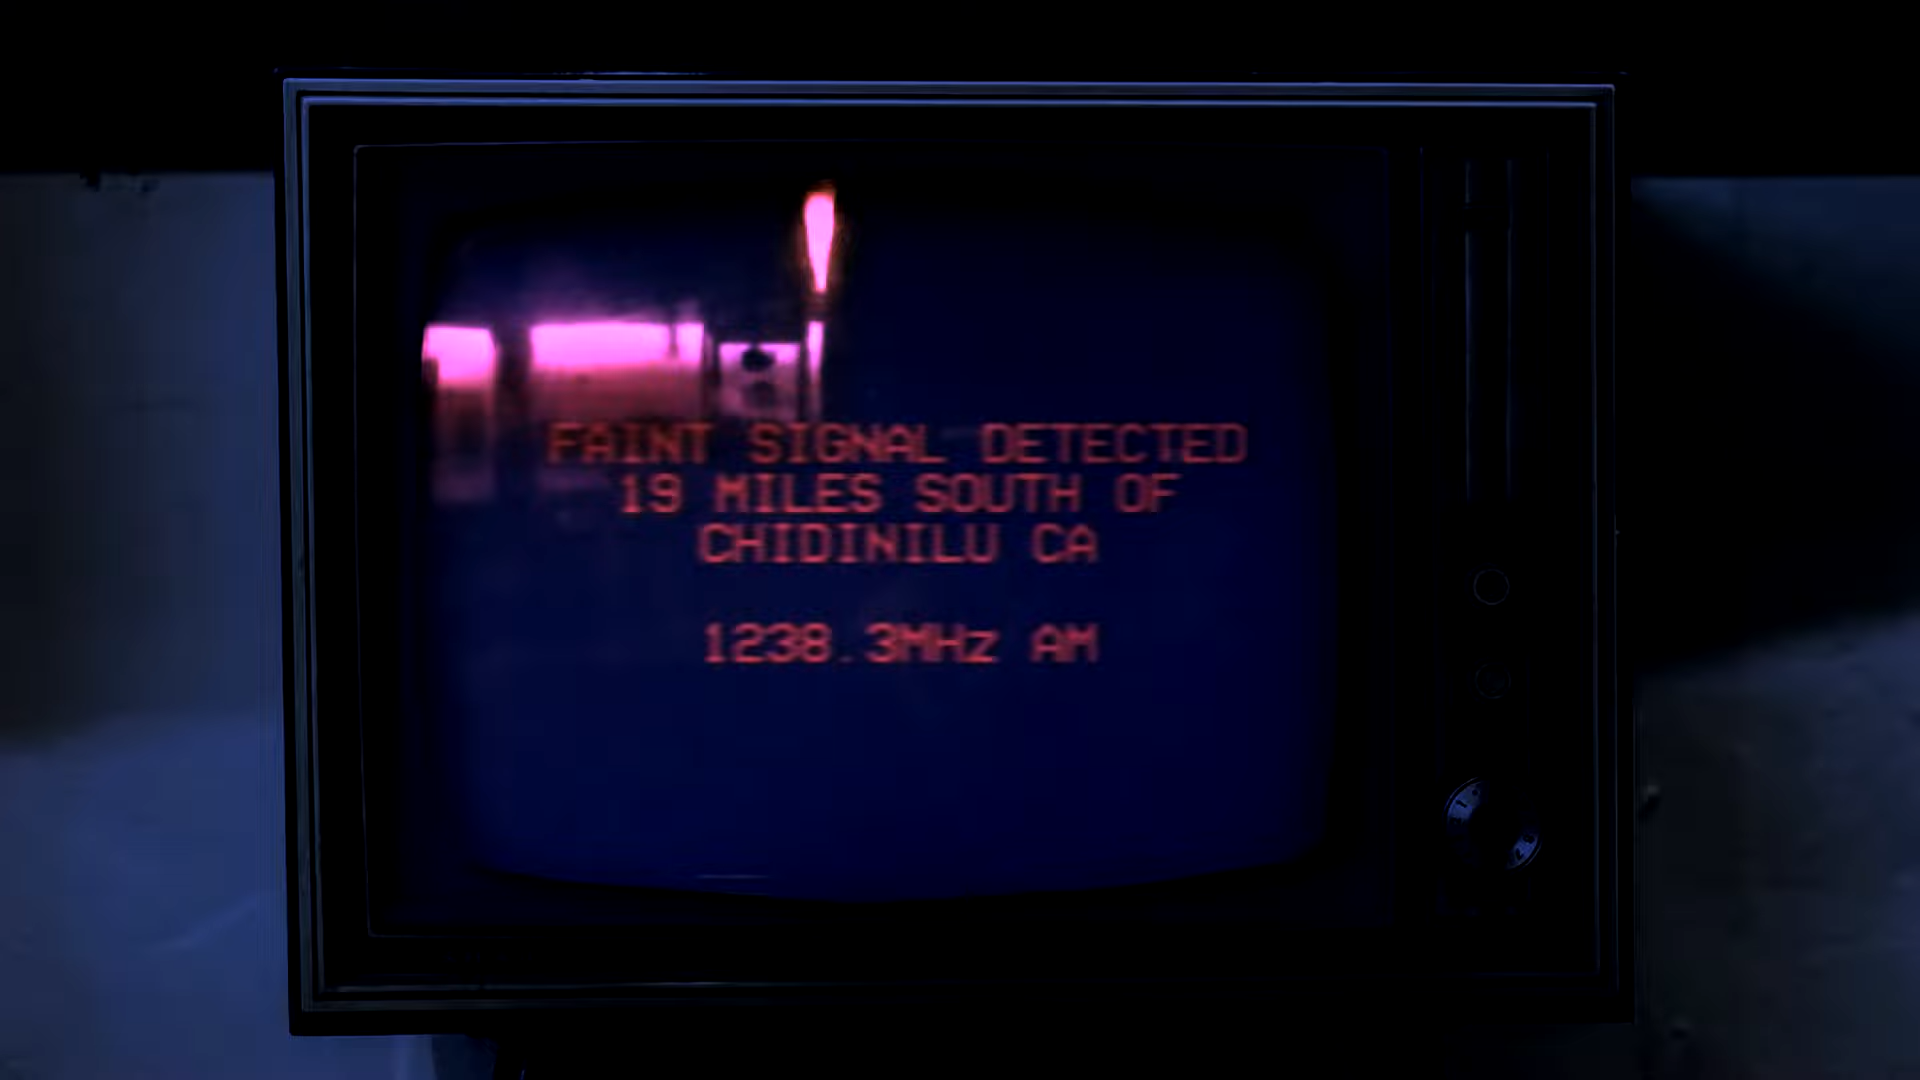 FAINT SIGNAL DETECTED
19 MILES SOUTH OF
CHIDINILU CA
1238.3MHz AM